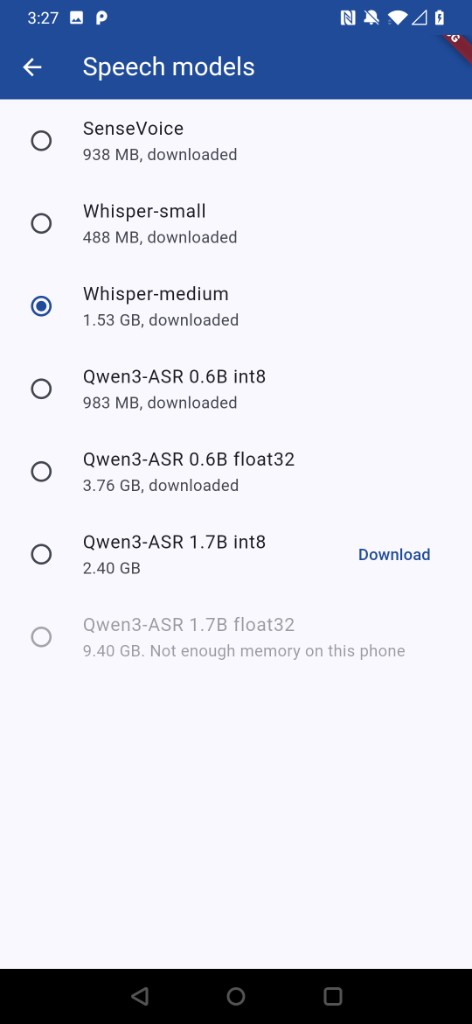 3:27
Speech models
SenseVoice
938 MB, downloaded
Whisper-small
488 MB, downloaded
Whisper-medium
1.53 GB, downloaded
Qwen3-ASR 0.6B int8
983 MB, downloaded
Qwen3-ASR 0.6B float32
3.76 GB, downloaded
Qwen3-ASR 1.7B int8
Download
2.40 GB
Qwen3-ASR 1.7B float32
9.40 GB. Not enough memory on this phone